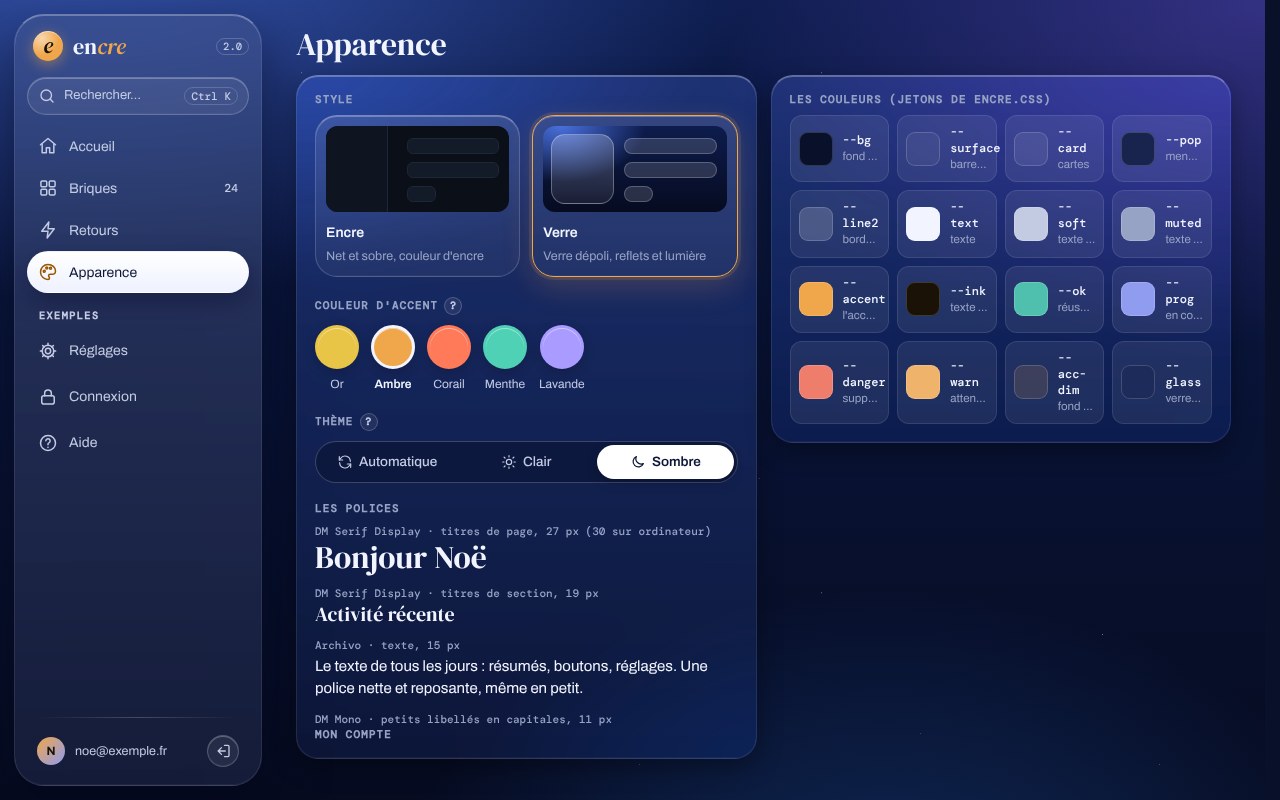 e encre 2.0
Rechercher... Ctrl K
Accueil
Briques 24
Retours
Apparence
EXEMPLES
Réglages
Connexion
Aide
N noe@exemple.fr
Apparence
STYLE
Encre
Net et sobre, couleur d'encre
Verre
Verre dépoli, reflets et lumière
COULEUR D'ACCENT ?
Or Ambre Corail Menthe Lavande
THÈME ?
Automatique Clair Sombre
LES POLICES
DM Serif Display · titres de page, 27 px (30 sur ordinateur)
Bonjour Noë
DM Serif Display · titres de section, 19 px
Activité récente
Archivo · texte, 15 px
Le texte de tous les jours : résumés, boutons, réglages. Une
police nette et reposante, même en petit.
DM Mono · petits libellés en capitales, 11 px
MON COMPTE
LES COULEURS (JETONS DE ENCRE.CSS)
--bg
fond ...
--
surface
barre...
--
card
cartes
--pop
men...
--
line2
bord...
--
text
texte
--
soft
texte ...
--
muted
texte ...
--
accent
l'acc...
--ink
texte ...
--ok
réus...
--
prog
en co...
--
danger
supp...
--
warn
atten...
--
acc-
dim
fond ...
--
glass
verre...